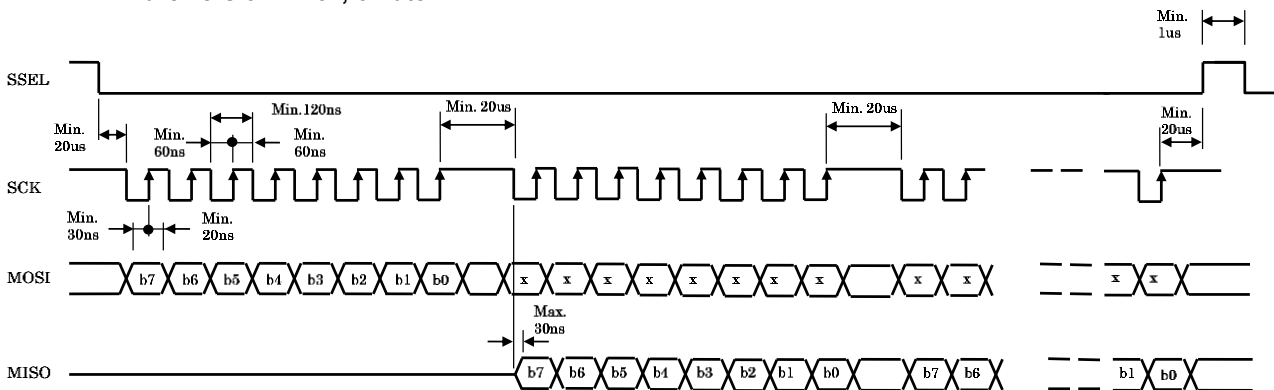 Min.
1us
SSEL
Min.120ns
Min. 20us
Min. 20us
Min.
20us
Min.
60ns
Min.
60ns
Min.
20us
SCK
Min.
30ns
Min.
20ns
MOSI
b7 b6 b5 b4 b3 b2 b1 b0 x x x x x x x x x x x x
Max.
30ns
MISO
b7 b6 b5 b4 b3 b2 b1 b0 b7 b6 b1 b0